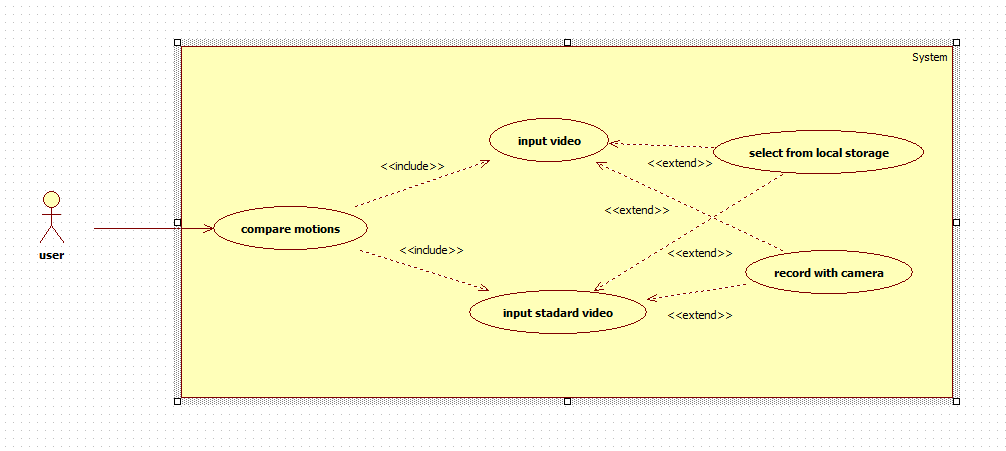 System
input video
select from local storage
<<include>>
<<extend>>
<<extend>>
compare motions
user
<<include>>
<<extend>>
record with camera
input stadard video
<<extend>>